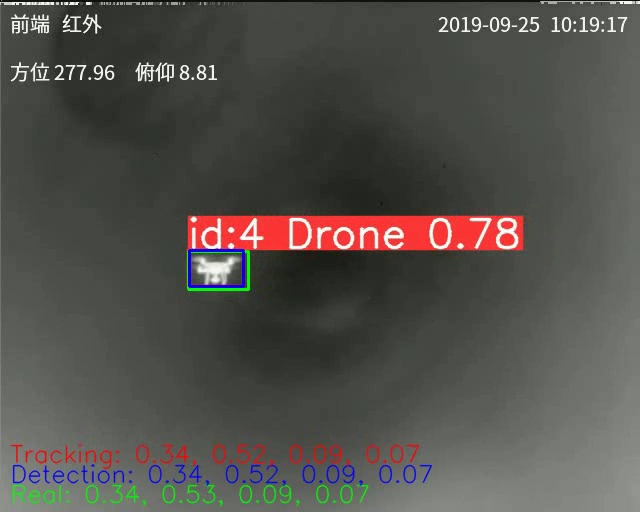 前端 红外 2019-09-25 10:19:17
方位 277.96 俯仰 8.81
id:4 Drone 0.78
Tracking: 0.34, 0.52, 0.09, 0.07
Detection: 0.34, 0.52, 0.09, 0.07
Real: 0.34, 0.53, 0.09, 0.07